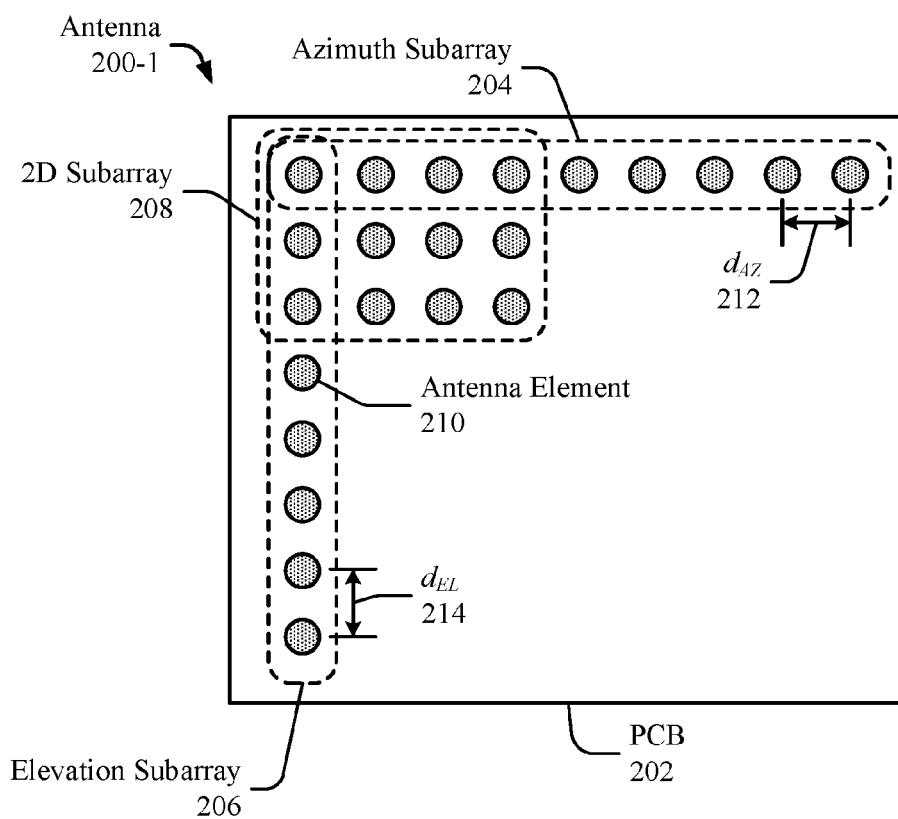 Antenna
200-1
Azimuth Subarray
204
2D Subarray
208
d_AZ
212
Antenna Element
210
d_EL
214
PCB
202
Elevation Subarray
206